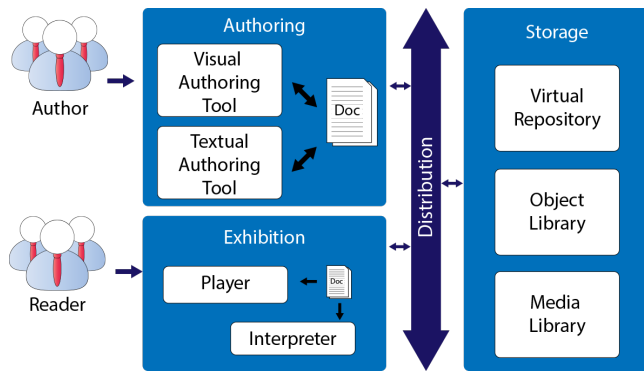 Authoring
Visual
Authoring
Tool
Textual
Authoring
Tool
Doc
Author
Exhibition
Player
Doc
Interpreter
Reader
Distribution
Storage
Virtual
Repository
Object
Library
Media
Library